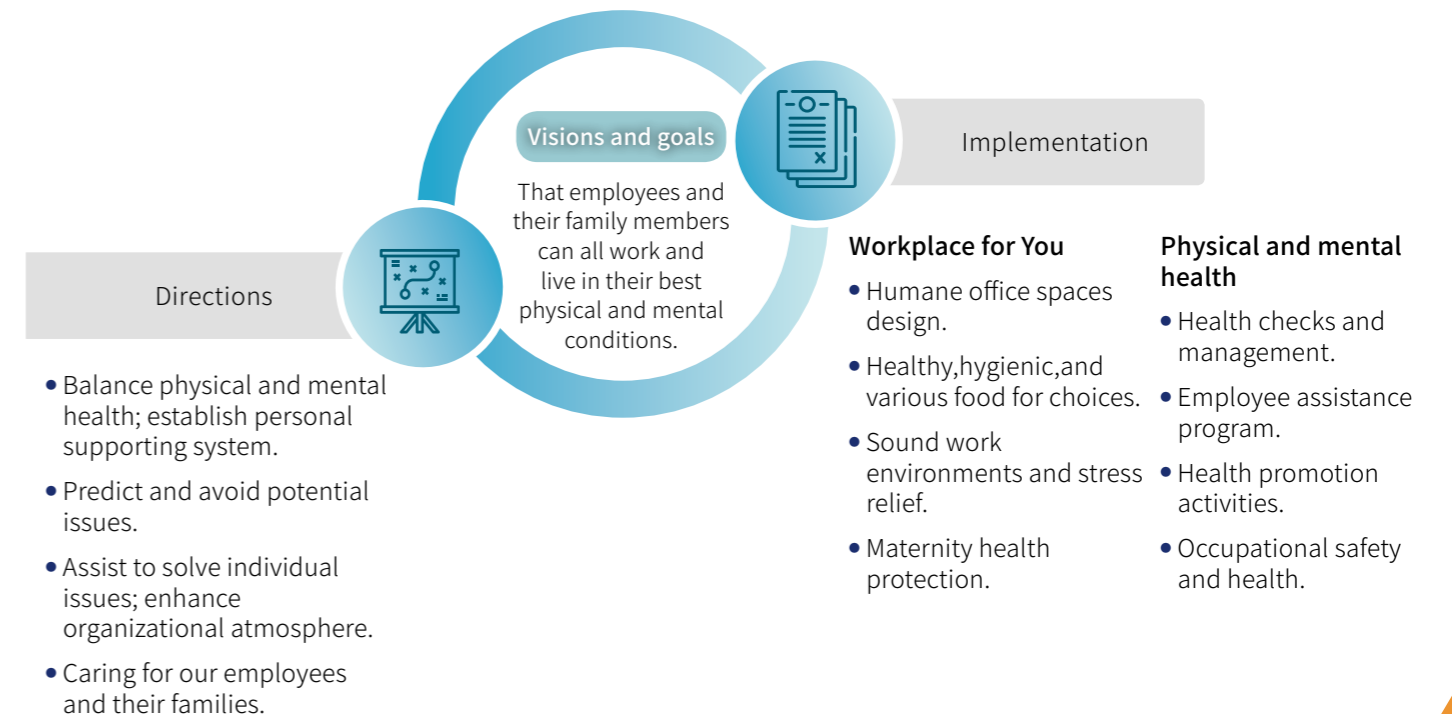 Visions and goals
That employees and
their family members
can all work and
live in their best
physical and mental
conditions.
Directions
• Balance physical and mental
health; establish personal
supporting system.
• Predict and avoid potential
issues.
• Assist to solve individual
issues; enhance
organizational atmosphere.
• Caring for our employees
and their families.
Implementation
Workplace for You
• Humane office spaces
design.
• Healthy,hygienic,and
various food for choices.
• Sound work
environments and stress
relief.
• Maternity health
protection.
Physical and mental
health
• Health checks and
management.
• Employee assistance
program.
• Health promotion
activities.
• Occupational safety
and health.